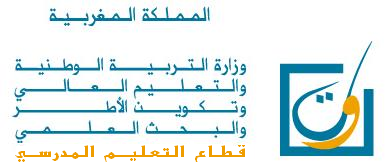 المملكة المغربية
وزارة التربية الوطنية
والتعليم العالي
وتكوين الأطر
والبحث العلمي
قطاع التعليم المدرسي